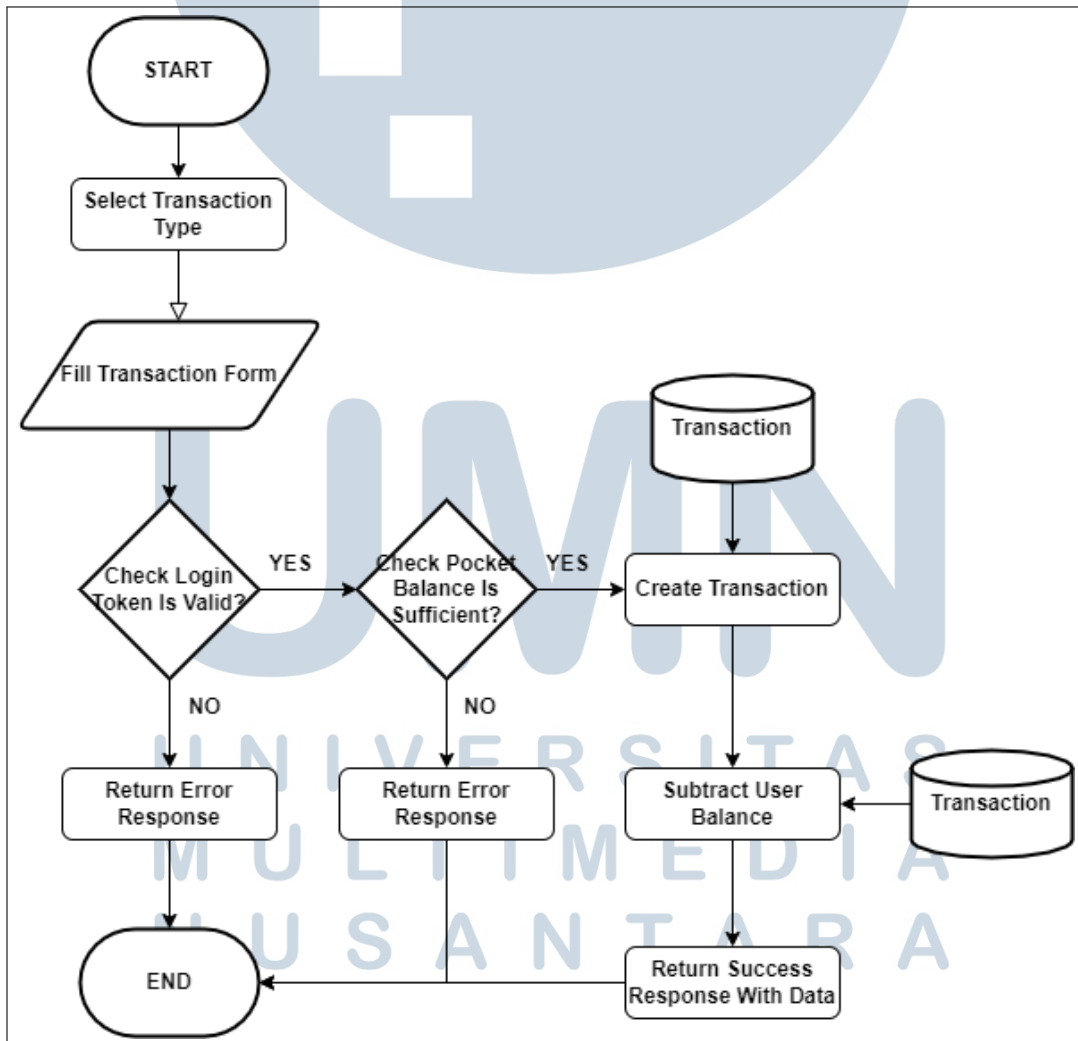 START
Select Transaction
Type
Fill Transaction Form
Transaction
Check Login
Token Is Valid?
YES
Check Pocket
Balance Is
Sufficient?
YES
Create Transaction
NO
NO
Return Error
Response
Return Error
Response
Subtract User
Balance
Transaction
END
Return Success
Response With Data
UMN
UNIVERSITAS
MULTIMEDIA
NUSANTARA